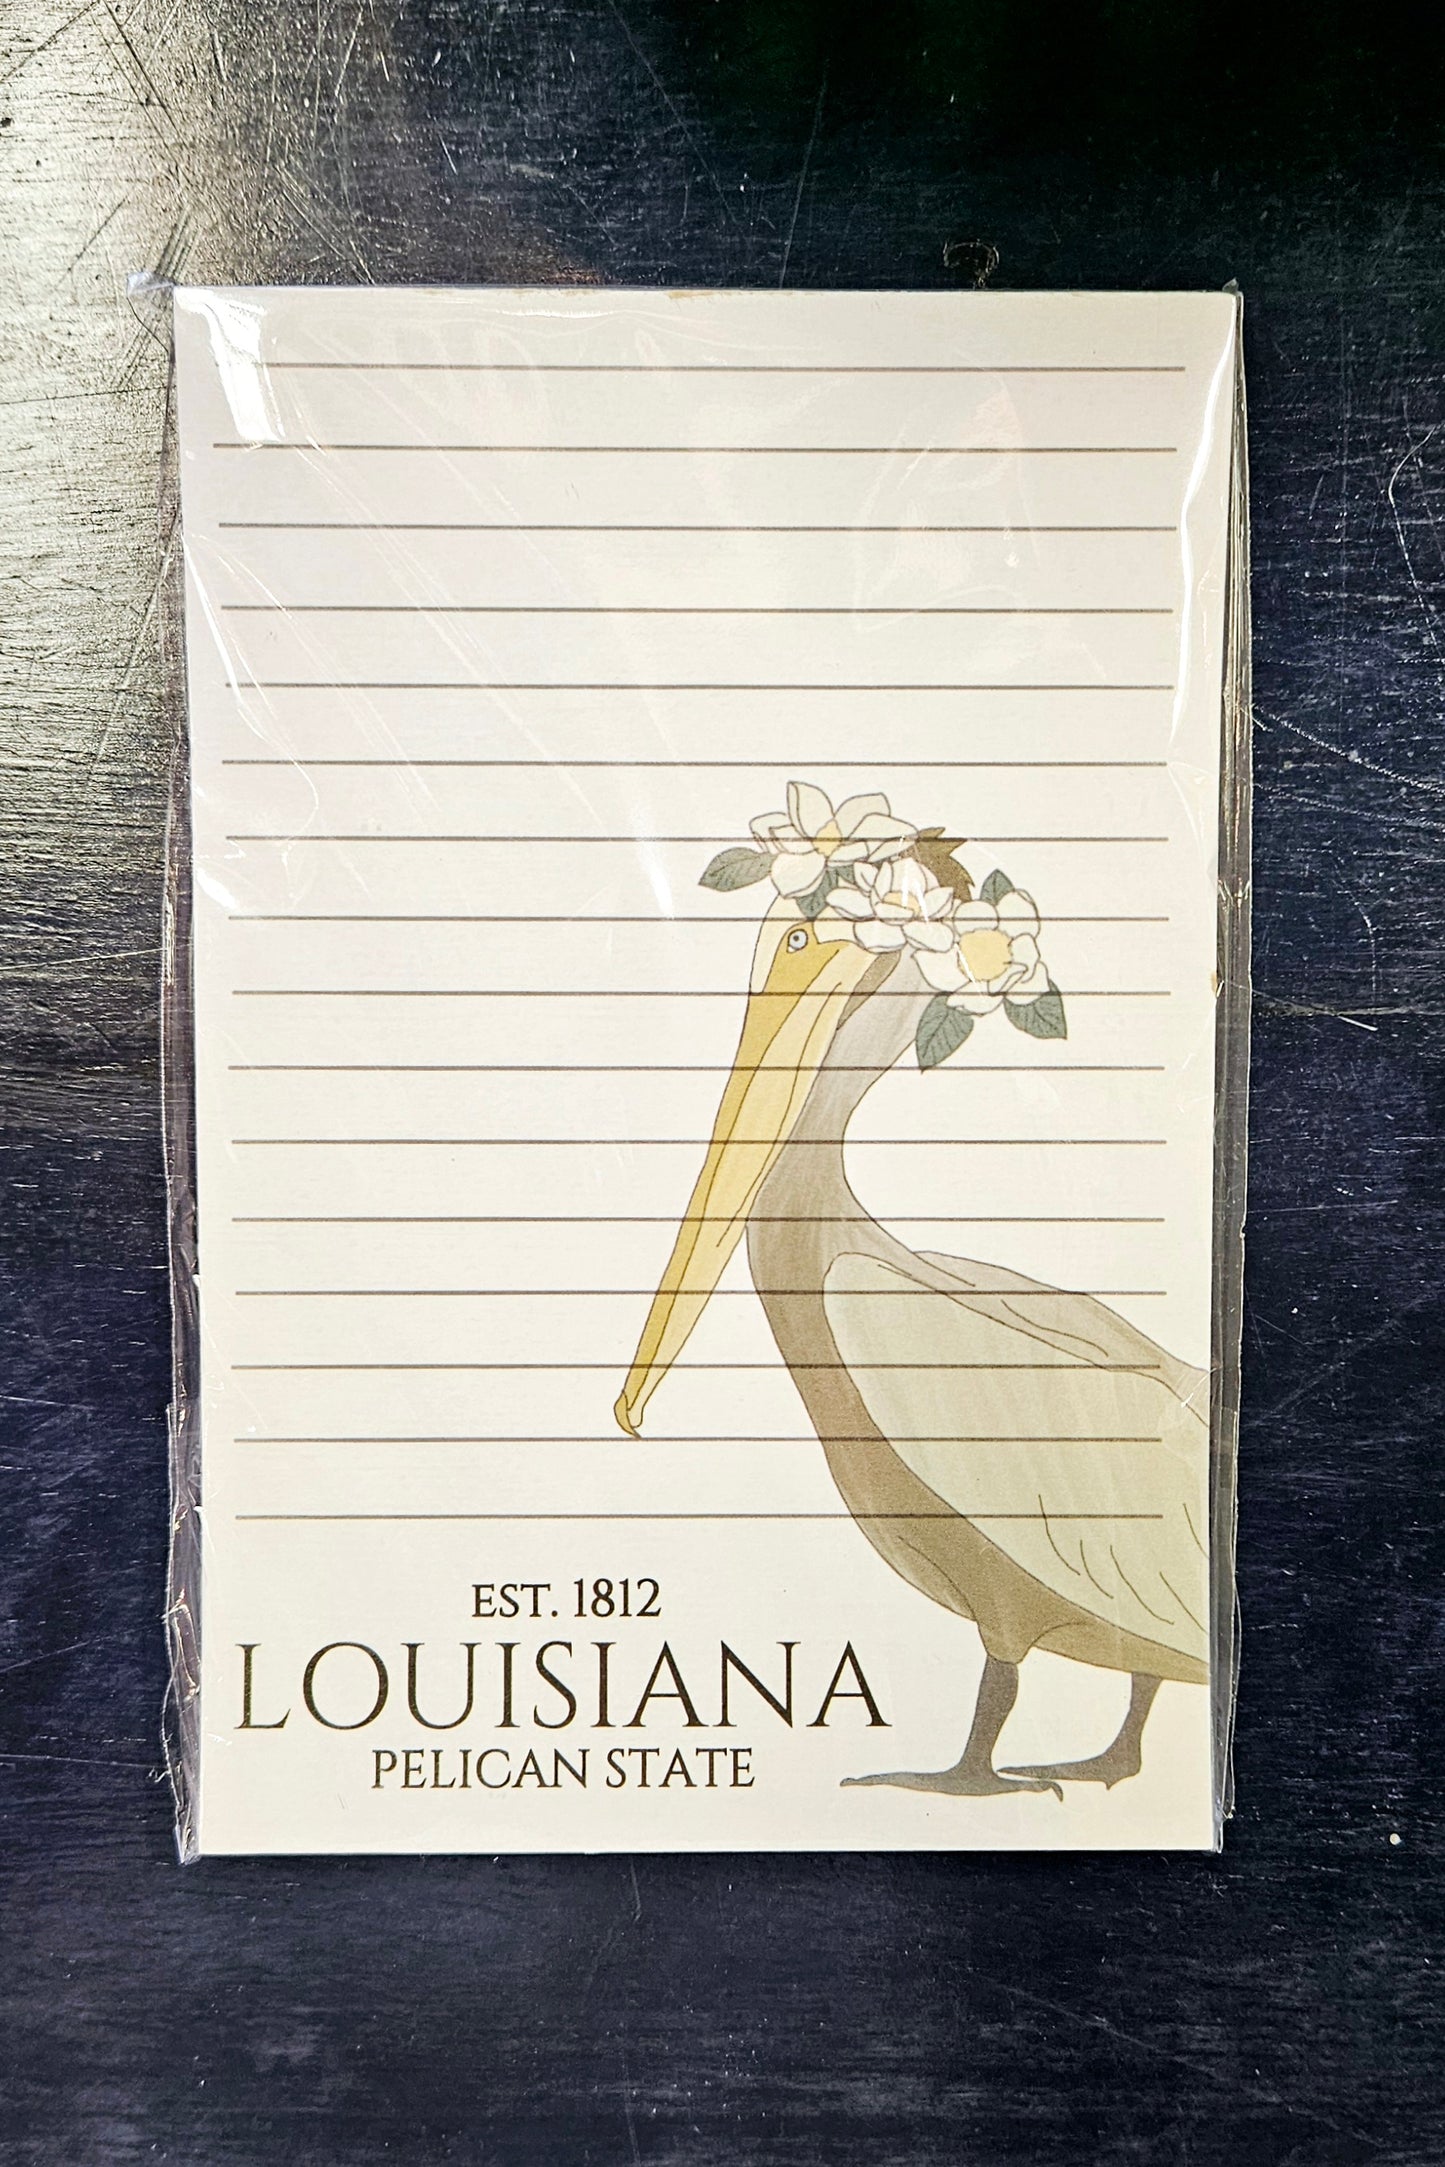 EST. 1812
LOUISIANA
PELICAN STATE